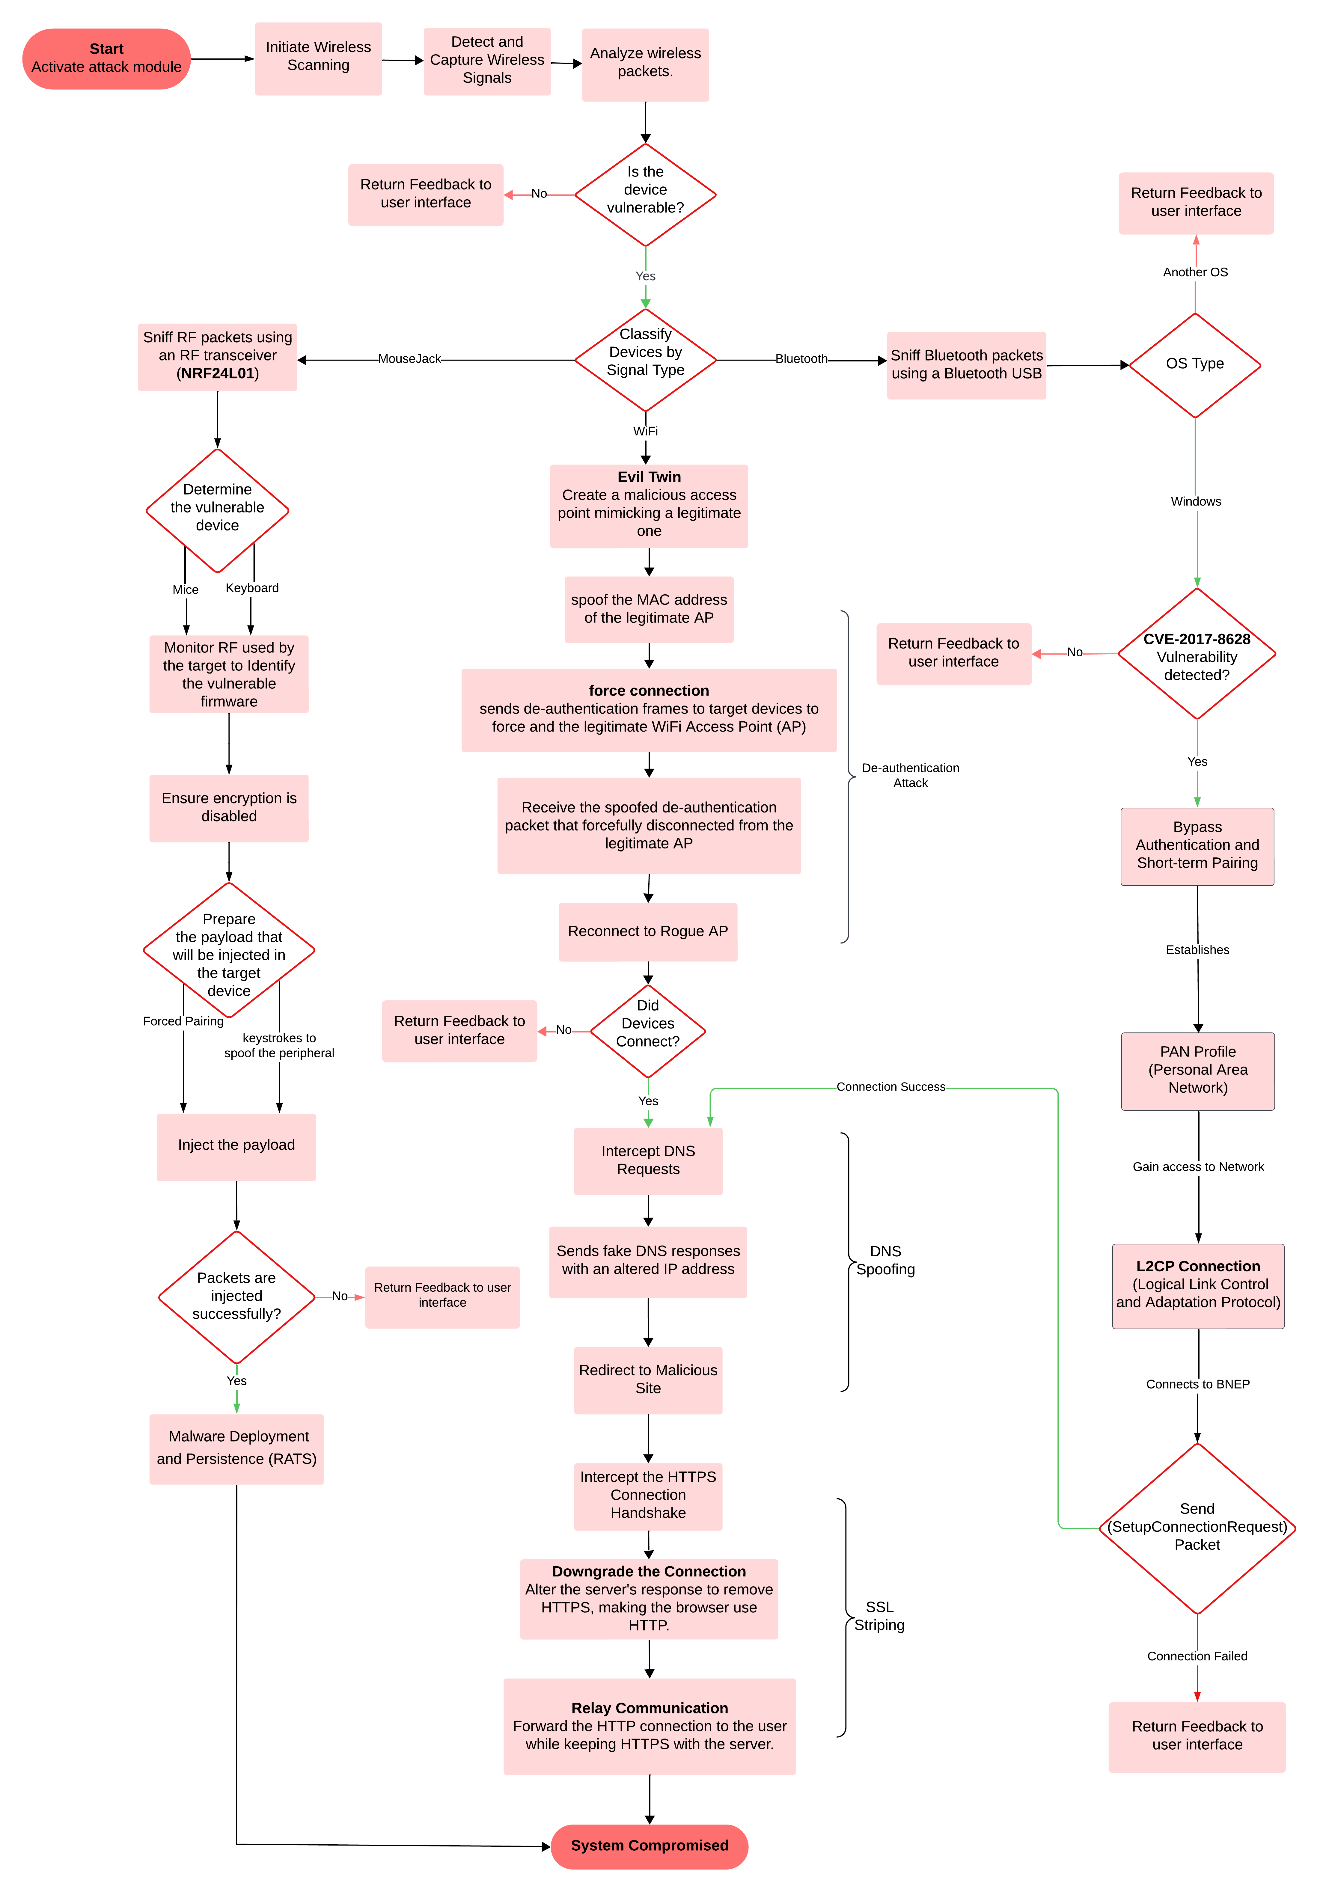 Start
Activate attack module
Initiate Wireless
Scanning
Detect and
Capture Wireless
Signals
Analyze wireless
packets.
Is the
device
vulnerable?
No
Return Feedback to
user interface
Yes
Classify
Devices by
Signal Type
MouseJack
Bluetooth
WiFi
Sniff RF packets using
an RF transceiver
(NRF24L01)
Determine
the vulnerable
device
Mice
Keyboard
Monitor RF used by
the target to Identify
the vulnerable
firmware
Ensure encryption is
disabled
Prepare
the payload that
will be injected in
the target
device
Forced Pairing
keystrokes to
spoof the peripheral
Inject the payload
Packets are
injected
successfully?
No
Return Feedback to user
interface
Yes
Malware Deployment
and Persistence (RATS)
Evil Twin
Create a malicious access
point mimicking a legitimate
one
spoof the MAC address
of the legitimate AP
force connection
sends de-authentication frames to target devices to
force and the legitimate WiFi Access Point (AP)
Receive the spoofed de-authentication
packet that forcefully disconnected from the
legitimate AP
Reconnect to Rogue AP
De-authentication
Attack
Did
Devices
Connect?
No
Return Feedback to
user interface
Yes
Intercept DNS
Requests
Sends fake DNS responses
with an altered IP address
Redirect to Malicious
Site
DNS
Spoofing
Intercept the HTTPS
Connection
Handshake
Downgrade the Connection
Alter the server's response to remove
HTTPS, making the browser use
HTTP.
Relay Communication
Forward the HTTP connection to the user
while keeping HTTPS with the server.
SSL
Striping
System Compromised
Sniff Bluetooth packets
using a Bluetooth USB
OS Type
Another OS
Return Feedback to
user interface
Windows
CVE-2017-8628
Vulnerability
detected?
No
Return Feedback to
user interface
Yes
Bypass
Authentication and
Short-term Pairing
Establishes
PAN Profile
(Personal Area
Network)
Gain access to Network
L2CP Connection
(Logical Link Control
and Adaptation Protocol)
Connects to BNEP
Send
(SetupConnectionRequest)
Packet
Connection Success
Connection Failed
Return Feedback to
user interface